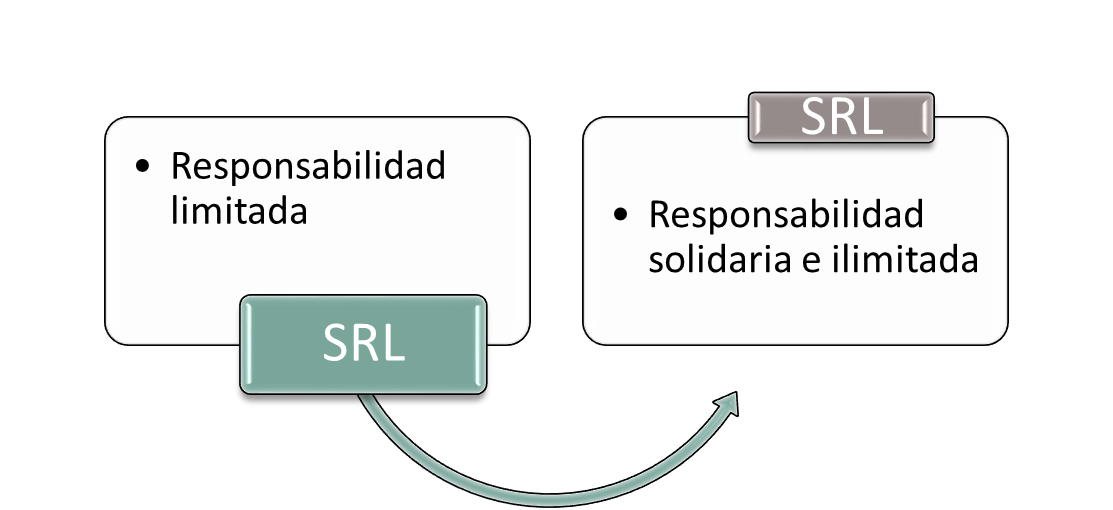 • Responsabilidad
limitada
SRL
SRL
• Responsabilidad
solidaria e ilimitada